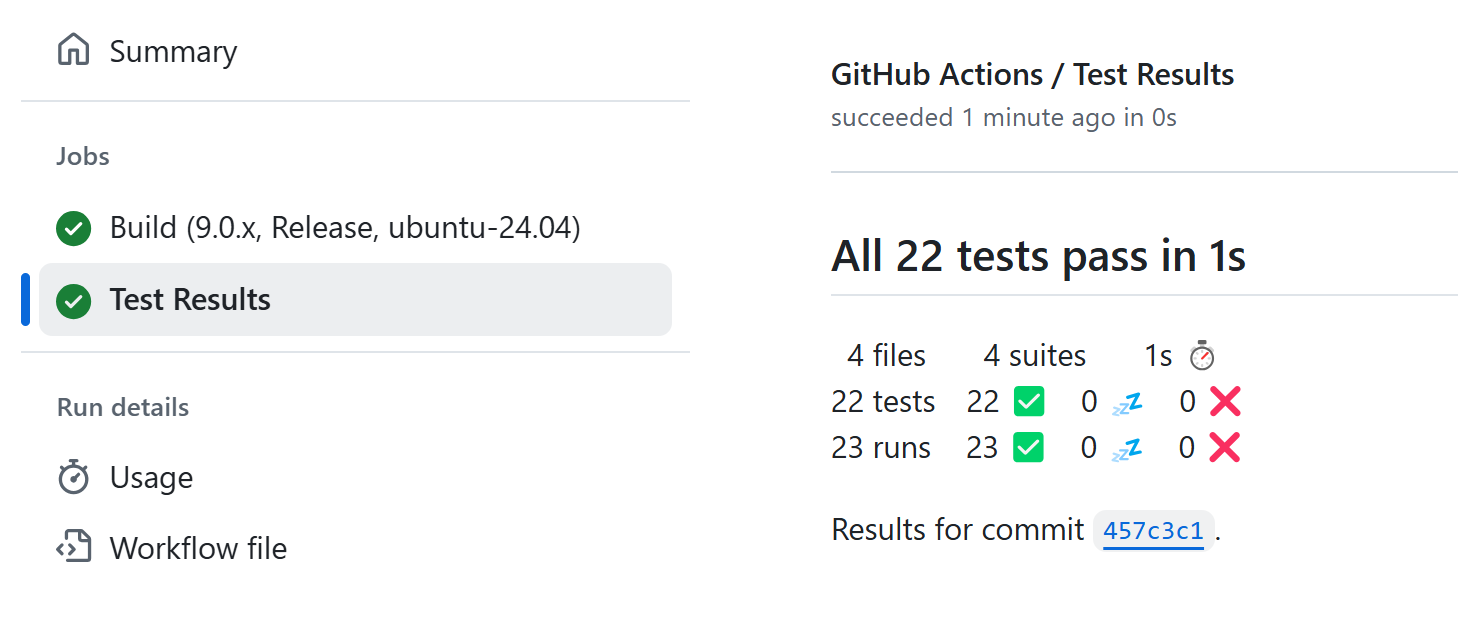 Summary
Jobs
Build (9.0.x, Release, ubuntu-24.04)
Test Results
Run details
Usage
Workflow file
GitHub Actions / Test Results
succeeded 1 minute ago in 0s
All 22 tests pass in 1s
4 files 4 suites 1s ⏱️
22 tests 22 ✅ 0 💤 0 ❌
23 runs 23 ✅ 0 💤 0 ❌
Results for commit 457c3c1.